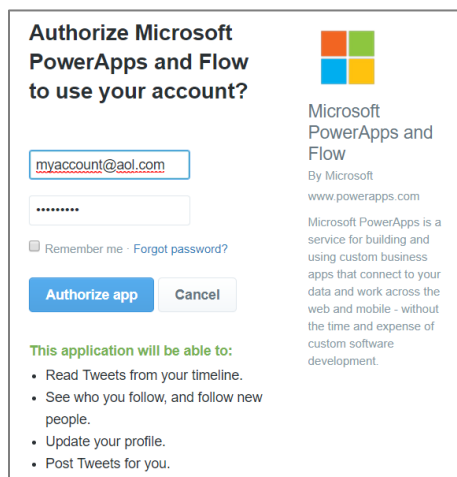 Authorize Microsoft
PowerApps and Flow
to use your account?
myaccount@aol.com
•••••••••
Remember me · Forgot password?
Authorize app
Cancel
This application will be able to:
• Read Tweets from your timeline.
• See who you follow, and follow new
people.
• Update your profile.
• Post Tweets for you.
Microsoft
PowerApps and
Flow
By Microsoft
www.powerapps.com
Microsoft PowerApps is a
service for building and
using custom business
apps that connect to your
data and work across the
web and mobile - without
the time and expense of
custom software
development.